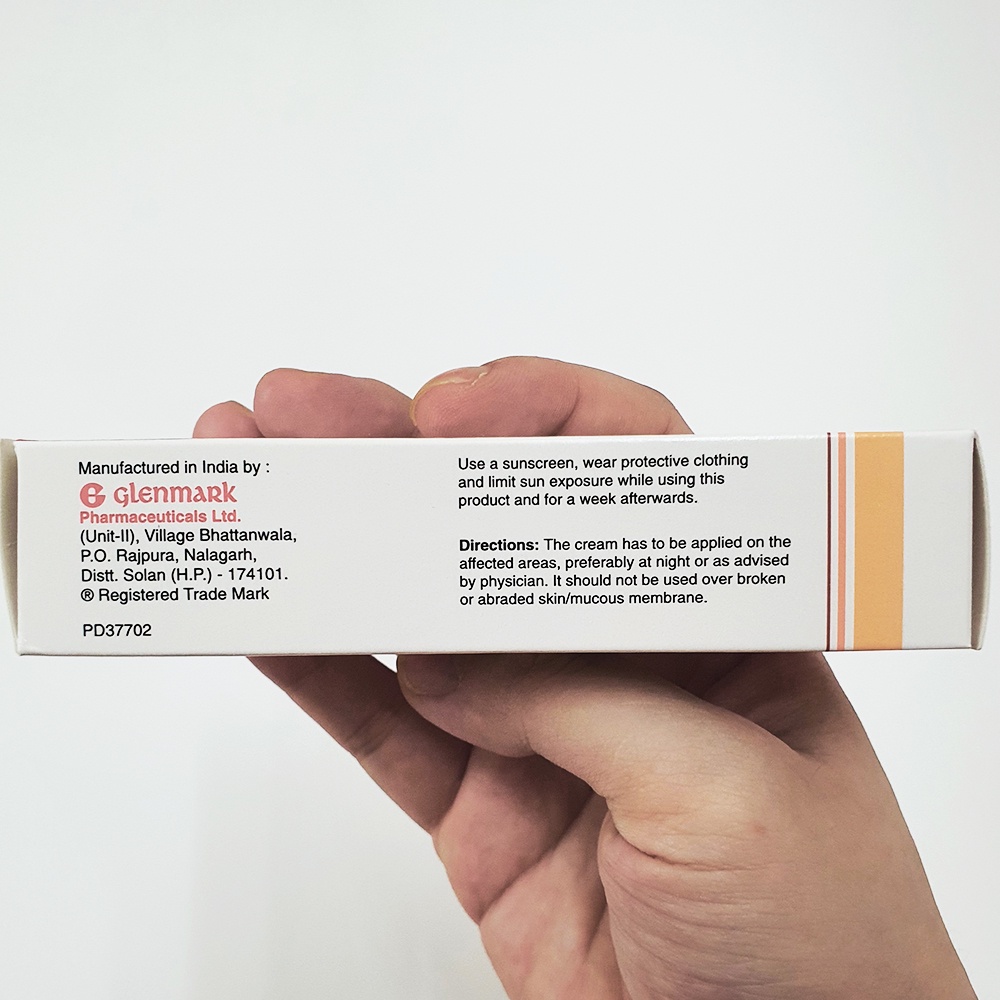 Manufactured in India by :
glenmark
Pharmaceuticals Ltd.
(Unit-II), Village Bhattanwala,
P.O. Rajpura, Nalagarh,
Distt. Solan (H.P.) - 174101.
® Registered Trade Mark
PD37702
Use a sunscreen, wear protective clothing
and limit sun exposure while using this
product and for a week afterwards.
Directions: The cream has to be applied on the
affected areas, preferably at night or as advised
by physician. It should not be used over broken
or abraded skin/mucous membrane.